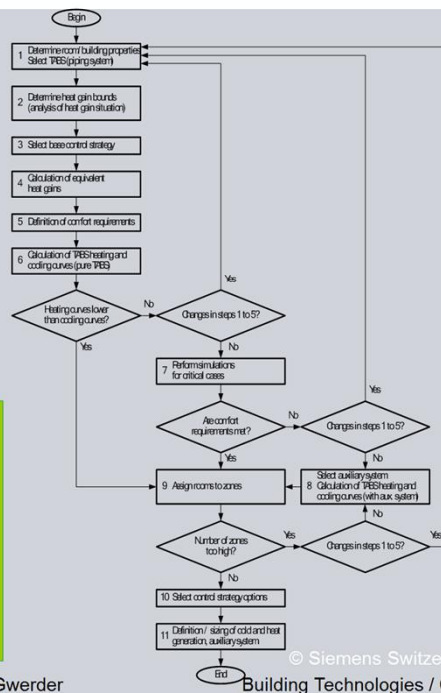 Begin
1 Determine room/ building properties
Select TABS (piping system)
2 Determine heat gain bounds
(analysis of heat gain situation)
3 Select base control strategy
4 Calculation of equivalent
heat gains
5 Definition of comfort requirements
6 Calculation of TABS heating and
cooling curves (pure TABS)
Heating curves lower
than cooling curves?
No
Changes in steps 1 to 5?
Yes
Yes
No
7 Perform simulations
for critical cases
Are comfort
requirements met?
No
Changes in steps 1 to 5?
Yes
Yes
No
Select auxiliary system
8 Calculation of TABS heating and
cooling curves (with aux. system)
9 Assign rooms to zones
No
Number of zones
too high?
Yes
Changes in steps 1 to 5?
Yes
No
10 Select control strategy options
11 Definition / sizing of cold and heat
generation, auxiliary system
End
© Siemens Switze
Gwerder
Building Technologies /